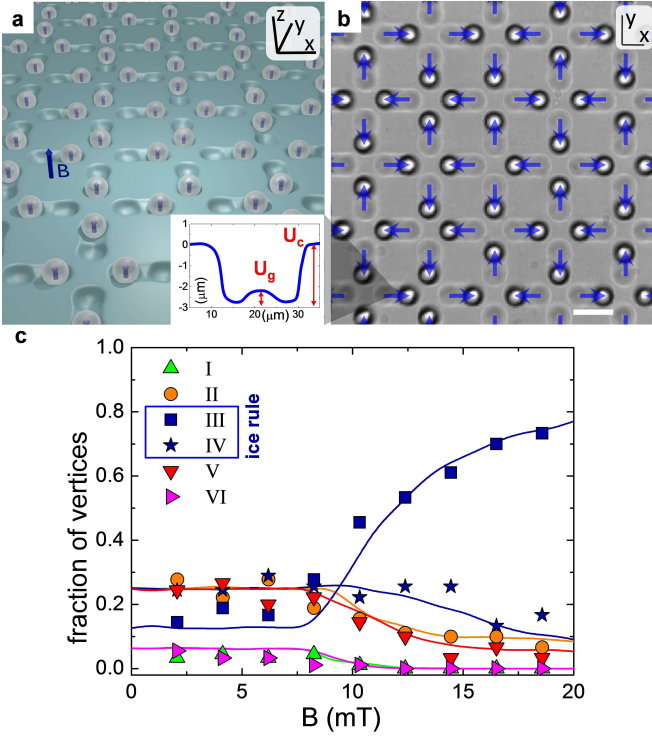 a
z
y
x
B
0
-1
-2
-3
(μm)
U_c
U_g
10
20
30
(μm)
b
y
x
c
fraction of vertices
1.0
0.8
0.6
0.4
0.2
0.0
I
II
III
IV
V
VI
ice rule
0
5
10
15
20
B (mT)